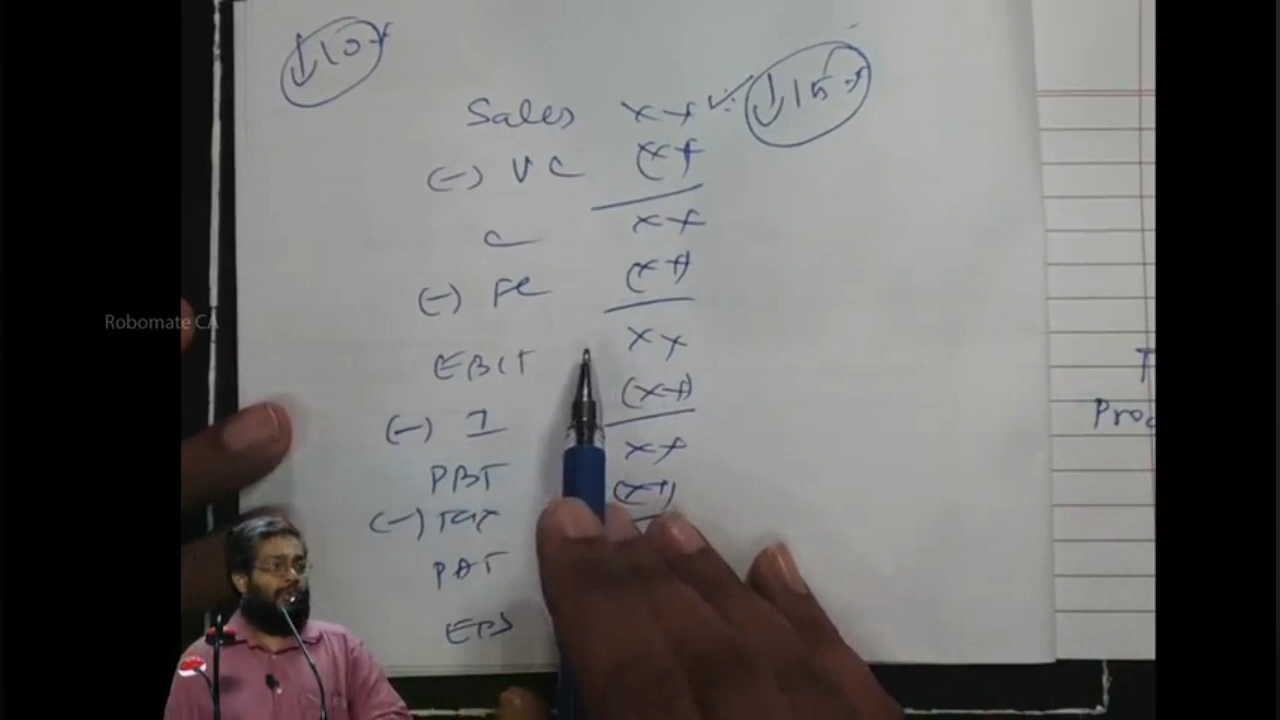 ↓10%
Sales xx ✓ ↓15%
(-) VC (xx)
C xx
(-) FC (xx)
EBIT xx
(-) I (xx)
PBT xx
(-) Tax (xx)
PAT
EPS
Robomate CA
Proc